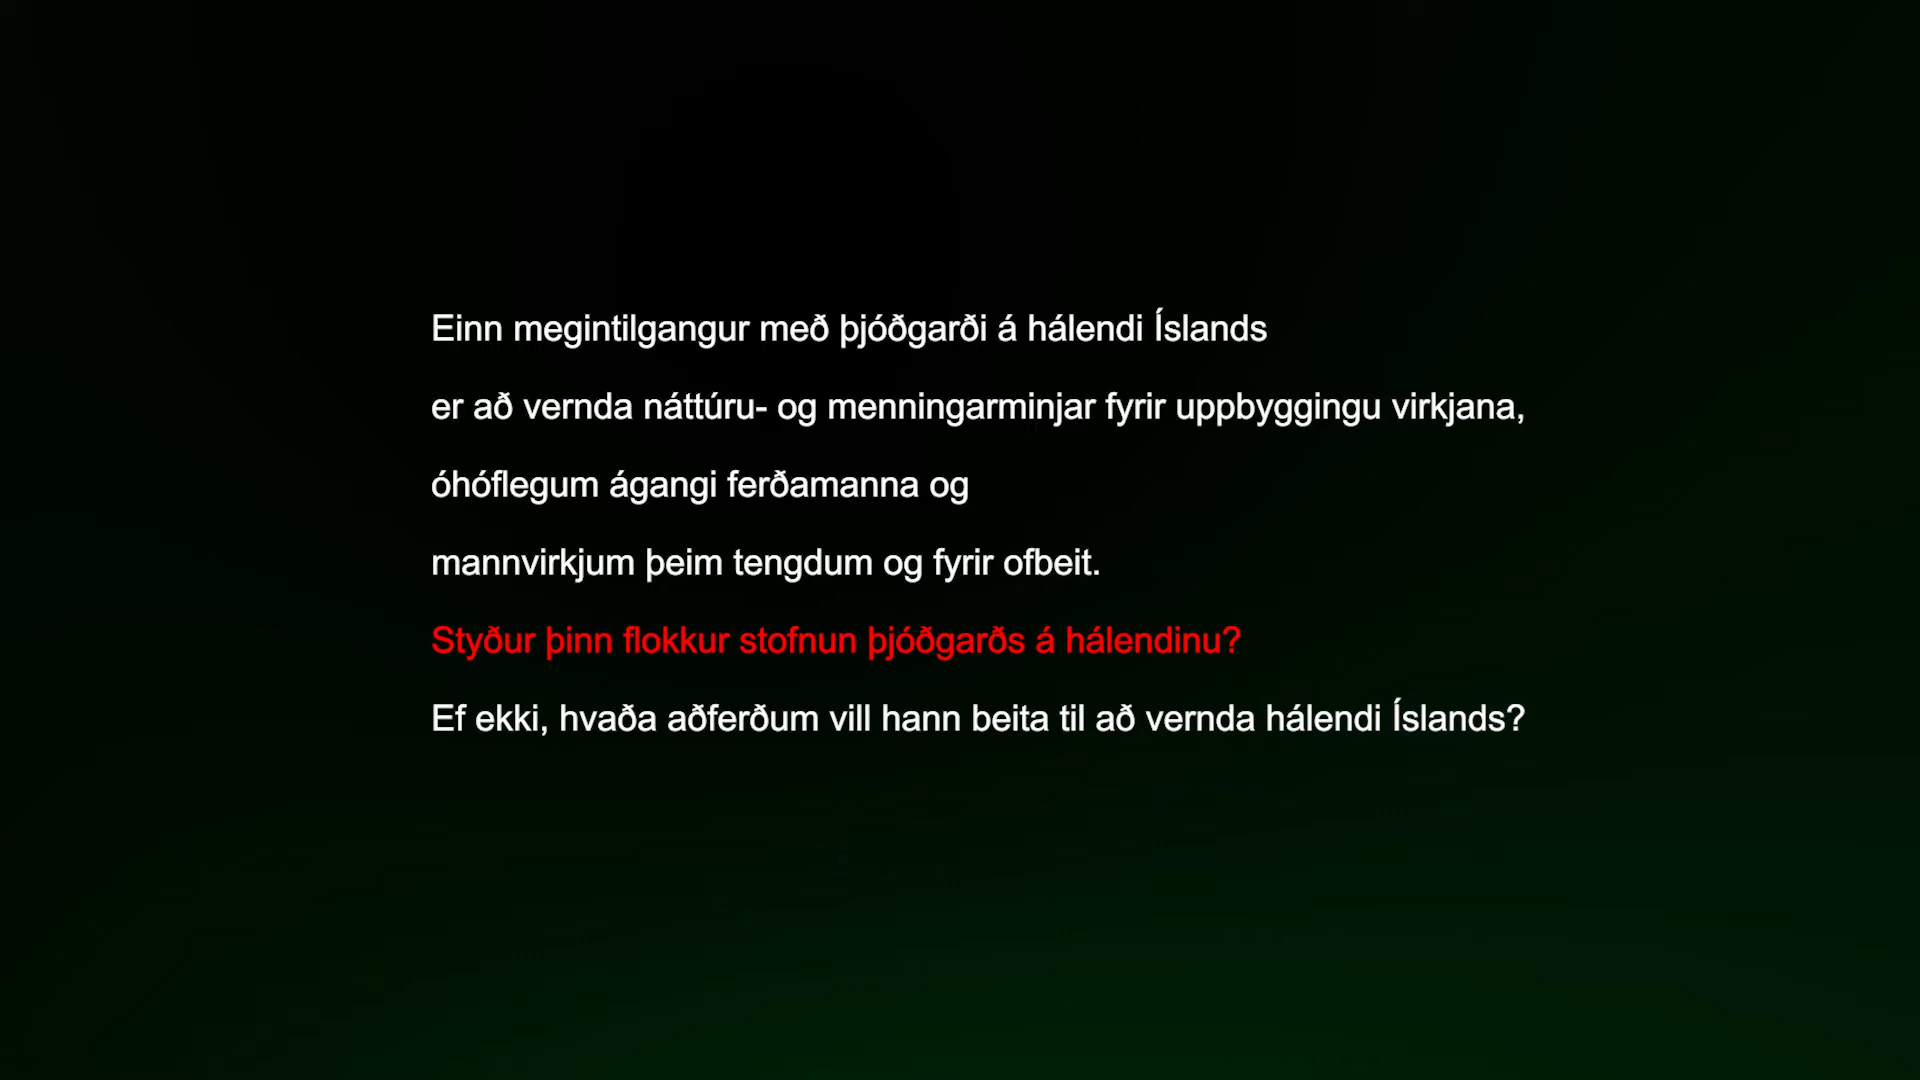 Einn megintilgangur með þjóðgarði á hálendi Íslands
er að vernda náttúru- og menningarminjar fyrir uppbyggingu virkjana,
óhóflegum ágangi ferðamanna og
mannvirkjum þeim tengdum og fyrir ofbeit.
Styður þinn flokkur stofnun þjóðgarðs á hálendinu?
Ef ekki, hvaða aðferðum vill hann beita til að vernda hálendi Íslands?